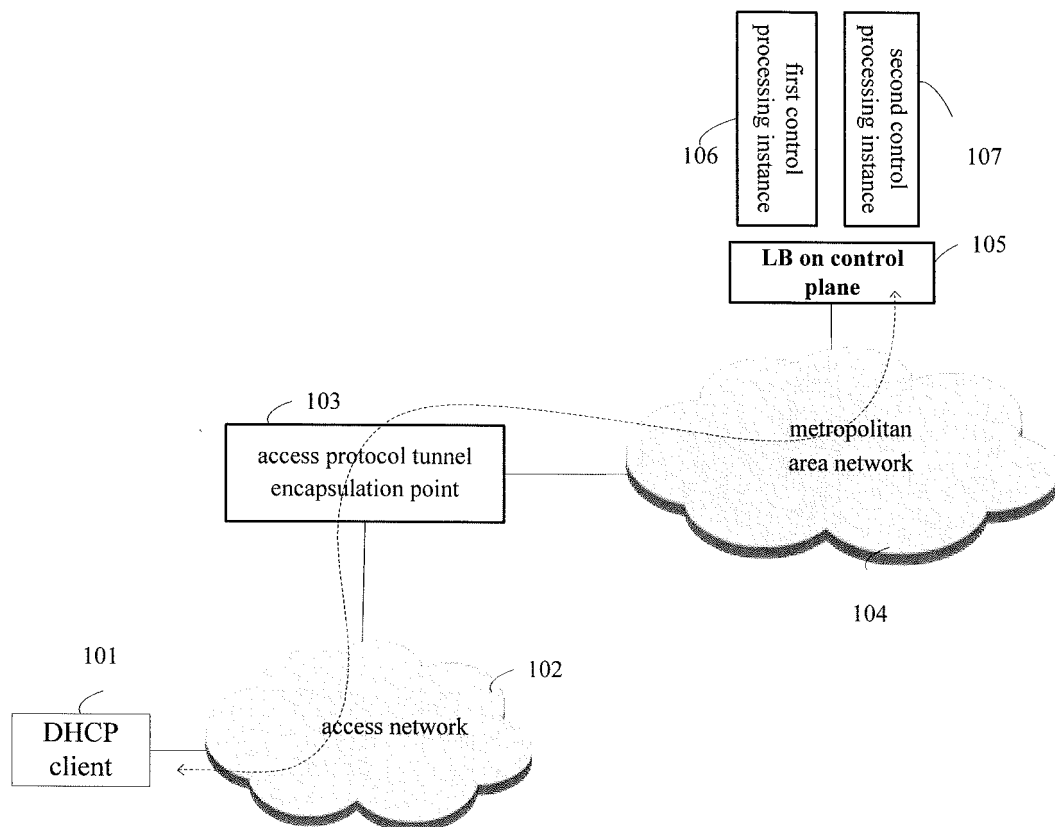 first control
processing instance
second control
processing instance
106
107
LB on control
plane
105
103
access protocol tunnel
encapsulation point
metropolitan
area network
104
101
102
DHCP
client
access network